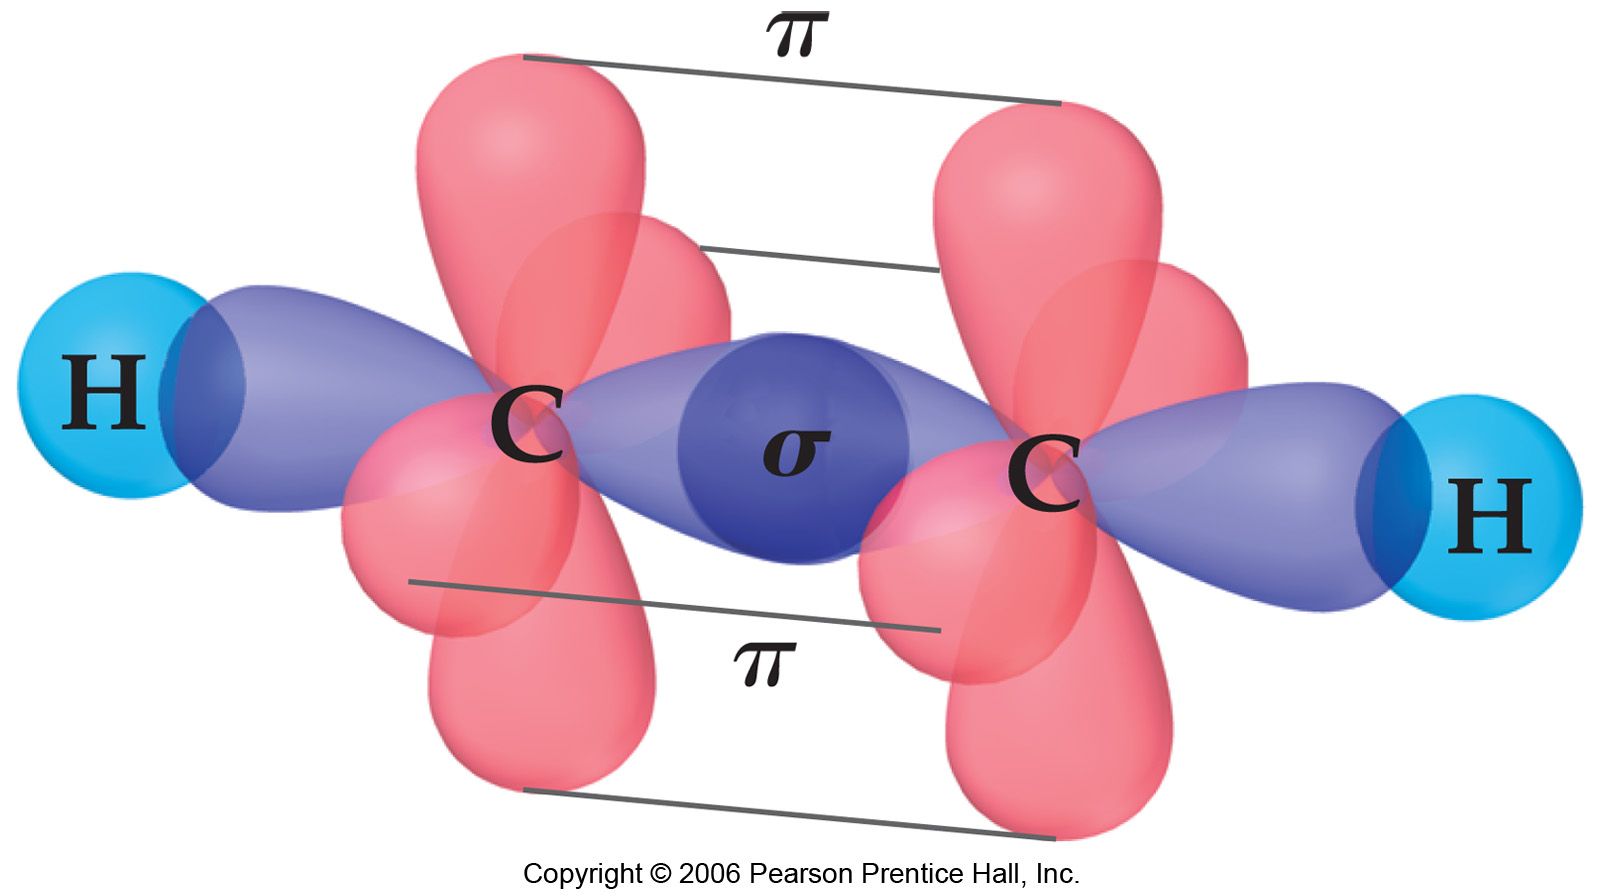 π
H
C
σ
C
H
π
Copyright © 2006 Pearson Prentice Hall, Inc.